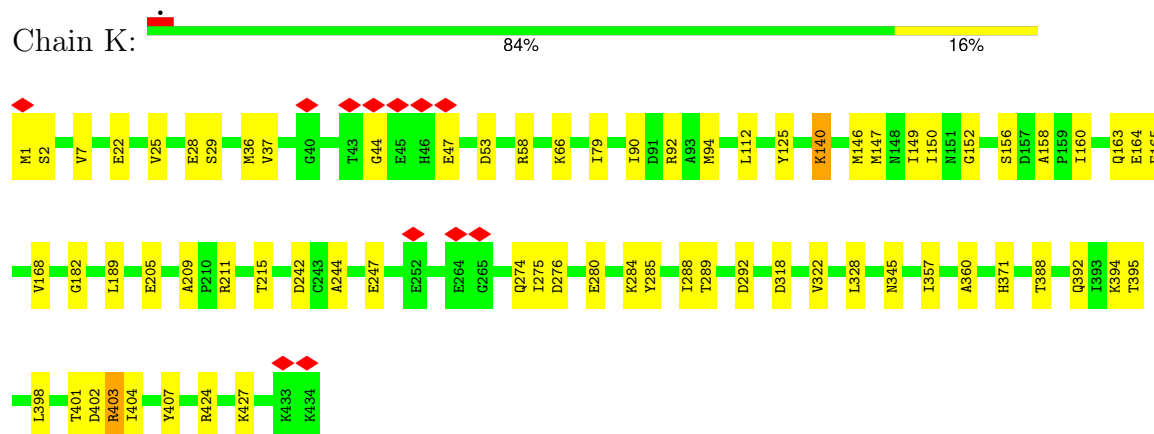 Chain K:
84% 16%
M1 S2 V7 E22 V25 E28 S29 M36 V37 G40 T43 G44 E45 H46 E47 D53 R58 K66 I79 I90 D91 R92 A93 M94 L112 Y125 K140 M146 M147 N148 I149 I150 N151 G152 S156 D157 A158 P159 I160 Q163 E164 E165
V168 G182 L189 E205 A209 P210 R211 T215 D242 C243 A244 E247 E252 E264 G265 Q274 I275 D276 E280 K284 Y285 I288 T289 D292 D318 V322 L328 N345 I357 A360 H371 T388 Q392 I393 K394 T395
L398 T401 D402 R403 I404 Y407 R424 K427 K433 K434